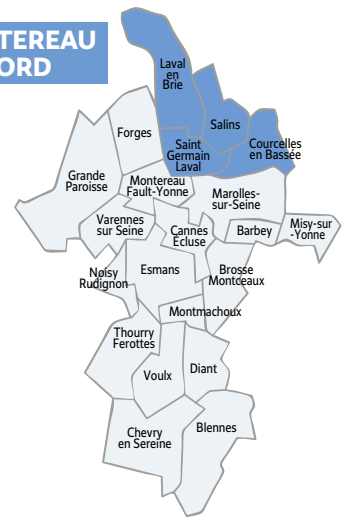 TEREAU
ORD
Laval
en
Brie
Salins
Forges
Saint
Germain
Laval
Courcelles
en Bassée
Grande
Paroisse
Montereau
Fault-Yonne
Marolles-
sur-Seine
Varennes
sur Seine
Cannes
Écluse
Barbey
Misy-sur
-Yonne
Noisy
Rudignon
Esmans
Brosse
Montceaux
Montmachoux
Thourry
Ferottes
Voulx
Diant
Chevry
en Sereine
Blennes